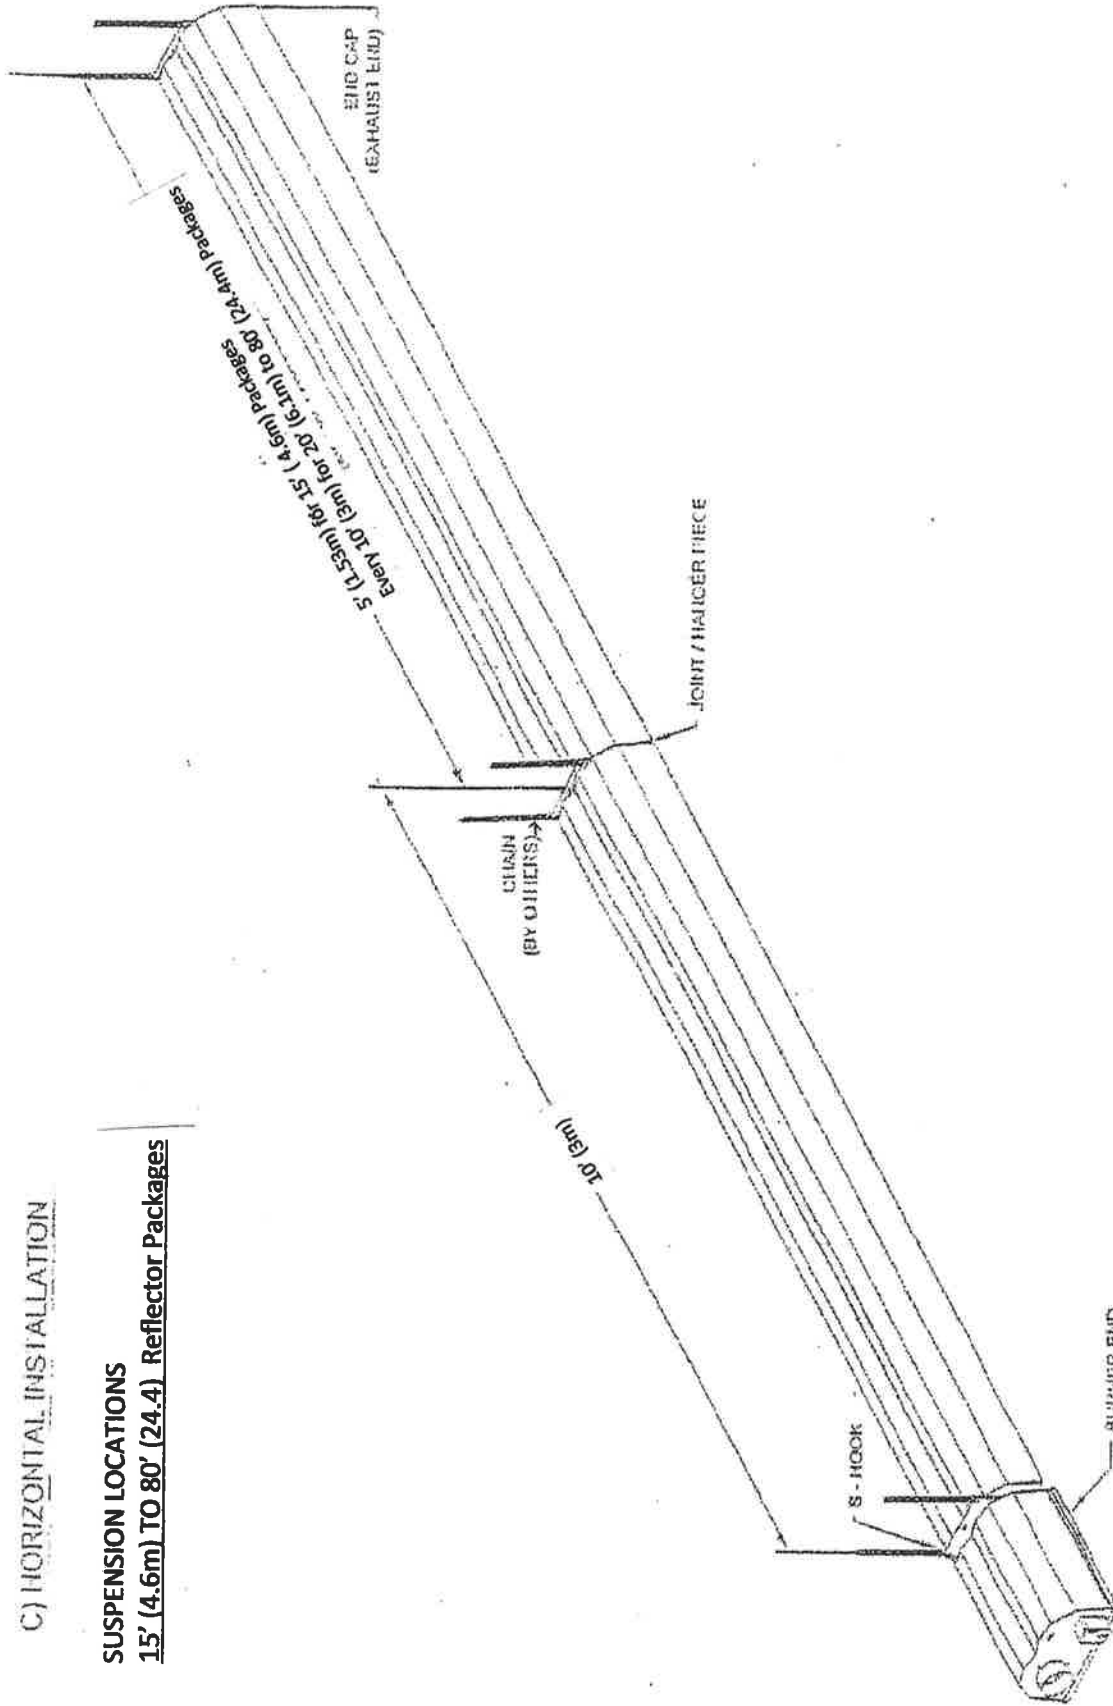 C) HORIZONTAL INSTALLATION
SUSPENSION LOCATIONS
15' (4.6m) TO 80' (24.4) Reflector Packages
END CAP
(EXHAUST END)
5' (1.53m) for 15' ( 4.6m) Packages
Every 10' (3m) for 20' (6.1m) to 80' (24.4m) Packages
JOINT / HANGER PIECE
CHAIN
(BY OTHERS)
10' (3m)
S - HOOK
BURNER END